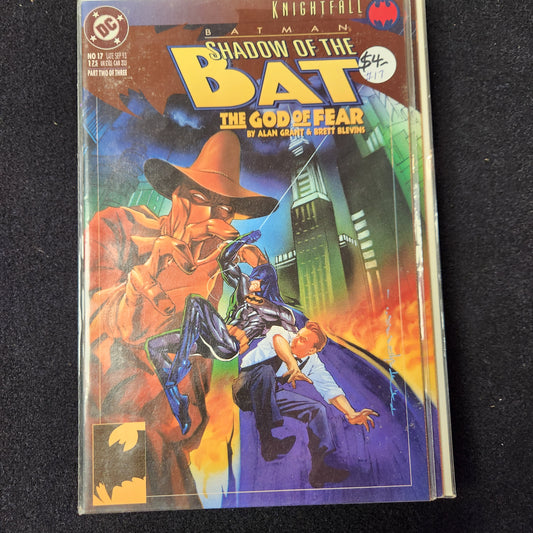 KNIGHTFALL
DC
BATMAN
SHADOW OF THE
BAT
NO 17
PART TWO OF THREE
$4-
#17
THE GOD OF FEAR
BY ALAN GRANT & BRETT BLEVINS